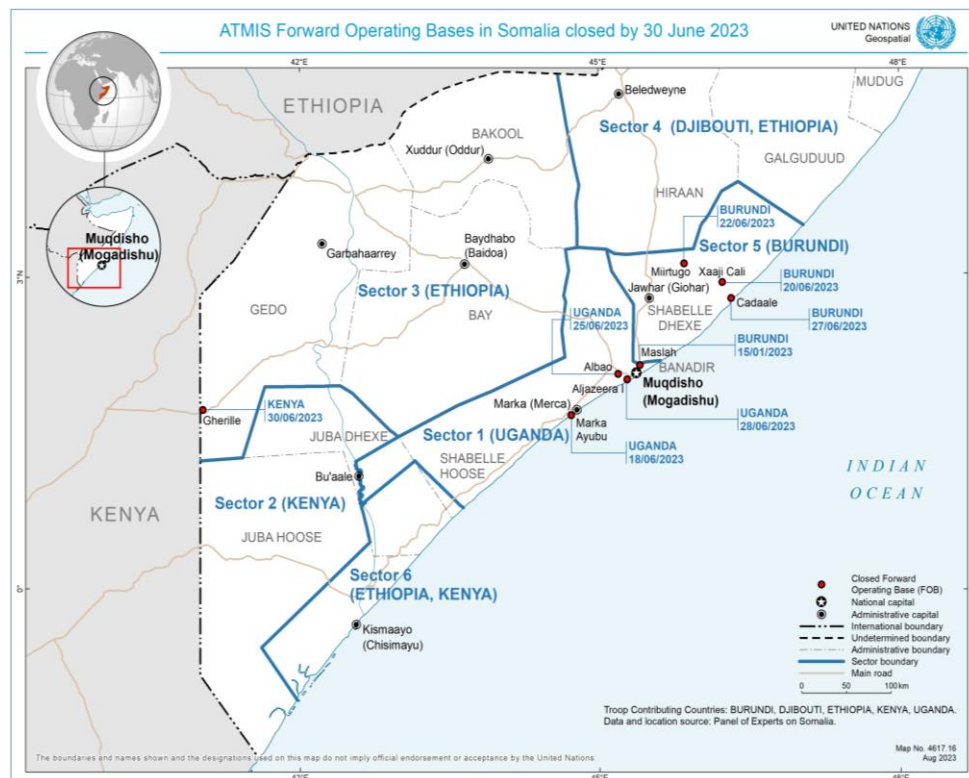 ATMIS Forward Operating Bases in Somalia closed by 30 June 2023
UNITED NATIONS
Geospatial
42°E
45°E
48°E
ETHIOPIA
Beledweyne
MUDUG
Sector 4 (DJIBOUTI, ETHIOPIA)
BAKOOL
Xuddur (Oddur)
GALGUDUUD
HIRAAN
BURUNDI
22/06/2023
Muqdisho
(Mogadishu)
Garbahaarrey
Baydhabo
(Baidoa)
Sector 5 (BURUNDI)
3°N
Miirtugo
Xaaji Cali
BURUNDI
20/06/2023
Sector 3 (ETHIOPIA)
Jawhar (Giohar)
Cadaale
GEDO
BAY
UGANDA
25/06/2023
SHABELLE
DHEXE
BURUNDI
27/06/2023
BURUNDI
15/01/2023
Maslah
Albao
BANADIR
Aljazeera I
Muqdisho
(Mogadishu)
KENYA
30/06/2023
Gherille
Marka (Merca)
Marka
Ayubu
UGANDA
28/06/2023
JUBA DHEXE
Sector 1 (UGANDA)
SHABELLE
HOOSE
UGANDA
18/06/2023
Bu'aale
INDIAN
OCEAN
Sector 2 (KENYA)
KENYA
JUBA HOOSE
Sector 6
(ETHIOPIA, KENYA)
0°
Kismaayo
(Chisimayu)
Closed Forward
Operating Base (FOB)
National capital
Administrative capital
International boundary
Undetermined boundary
Administrative boundary
Sector boundary
Main road
0 50 100 km
Troop Contributing Countries: BURUNDI, DJIBOUTI, ETHIOPIA, KENYA, UGANDA.
Data and location source: Panel of Experts on Somalia.
The boundaries and names shown and the designations used on this map do not imply official endorsement or acceptance by the United Nations.
Map No. 4617.16
Aug 2023
42°E
45°E
48°E